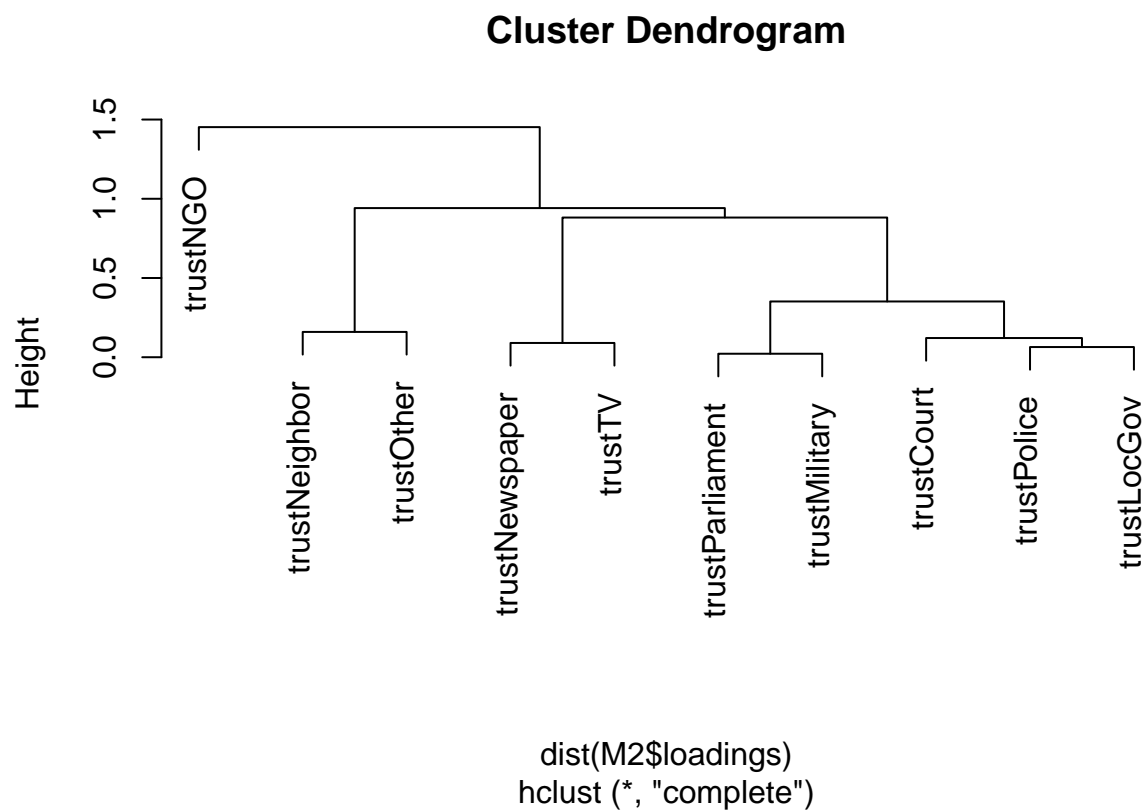 Cluster Dendrogram
Height
1.5
1.0
0.5
0.0
trustNGO
trustNeighbor
trustOther
trustNewspaper
trustTV
trustParliament
trustMilitary
trustCourt
trustPolice
trustLocGov
dist(M2$loadings)
hclust (*, "complete")